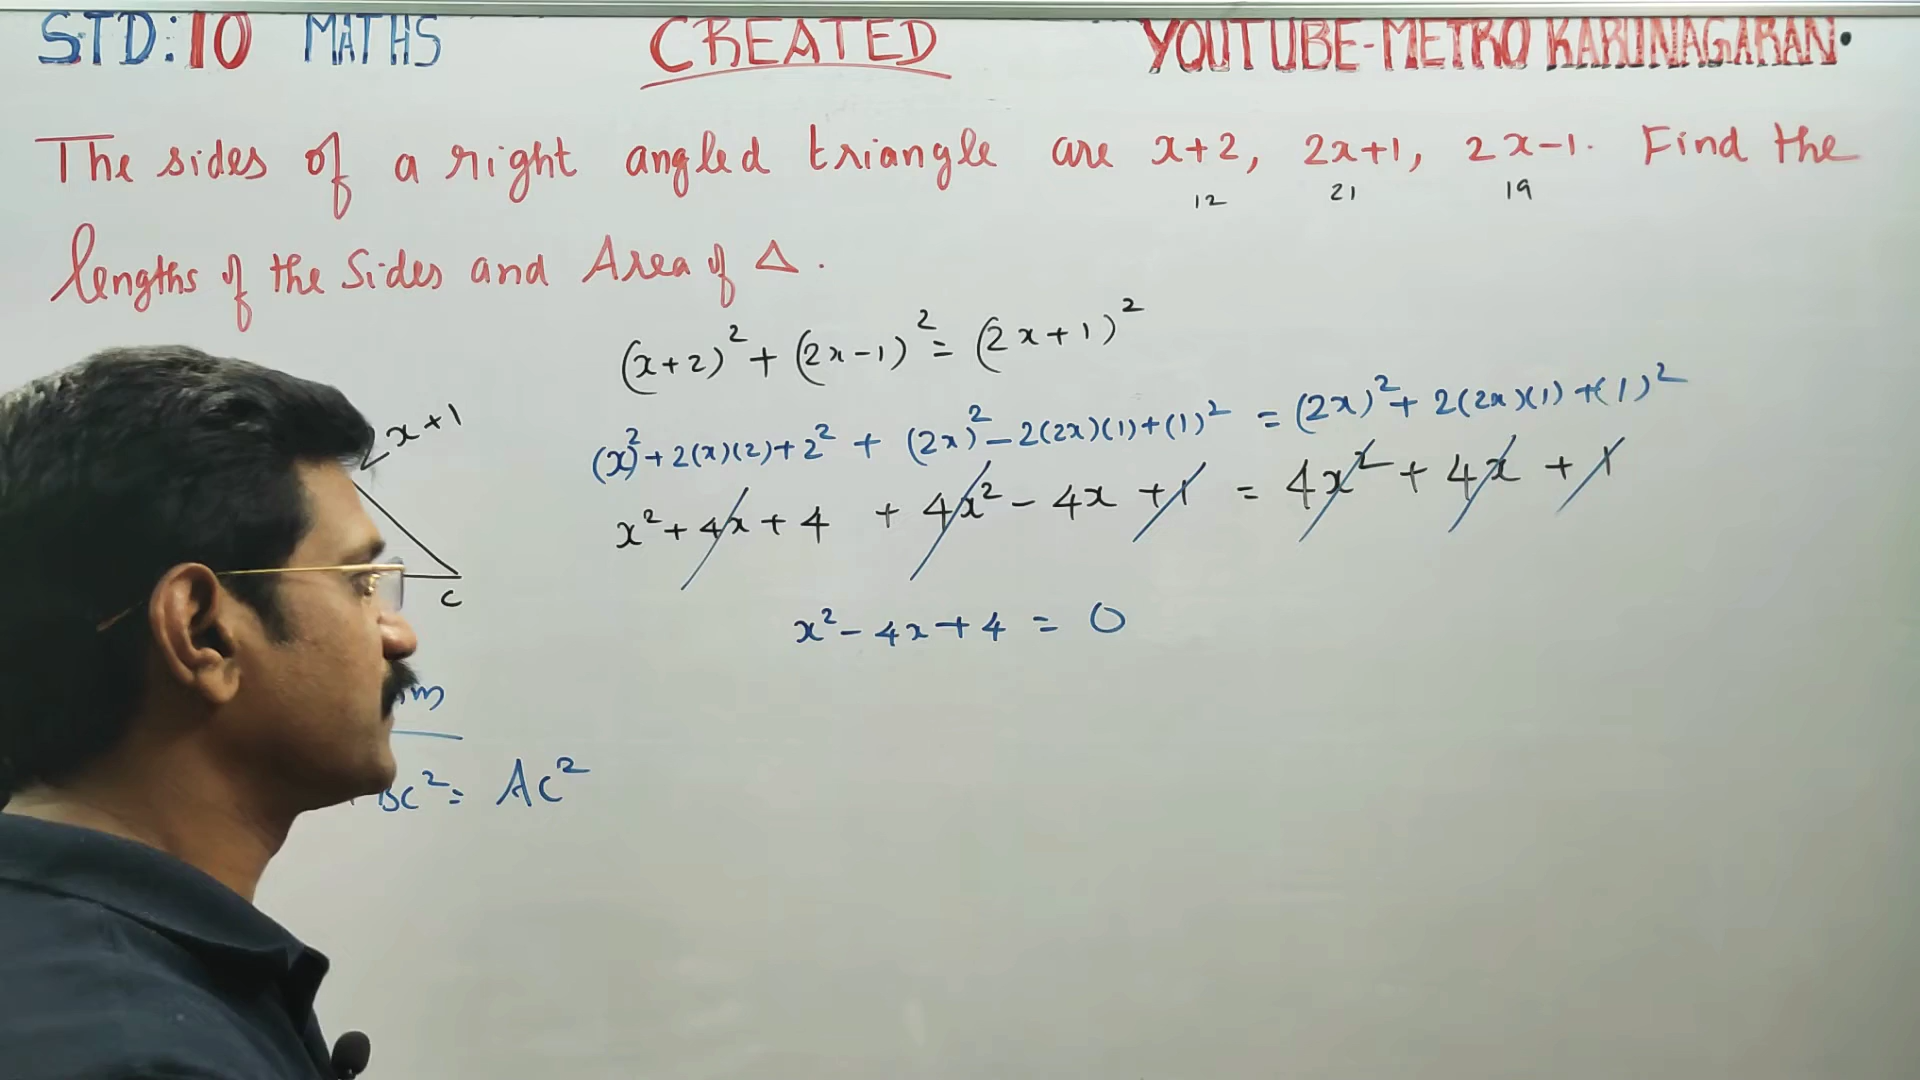 STD:10 MATHS CREATED YOUTUBE-METRO KARUNAGARAN.
The sides of a right angled triangle are x+2, 2x+1, 2x-1. Find the
12 21 19
lengths of the Sides and Area of Δ.
(x+2)² + (2x-1)² = (2x+1)²
2x+1
(x)² + 2(x)(2) + 2² + (2x)² - 2(2x)(1) + (1)² = (2x)² + 2(2x)(1) + (1)²
x² + 4x + 4 + 4x² - 4x + 1 = 4x² + 4x + 1
C
x² - 4x + 4 = 0
BC² = AC²